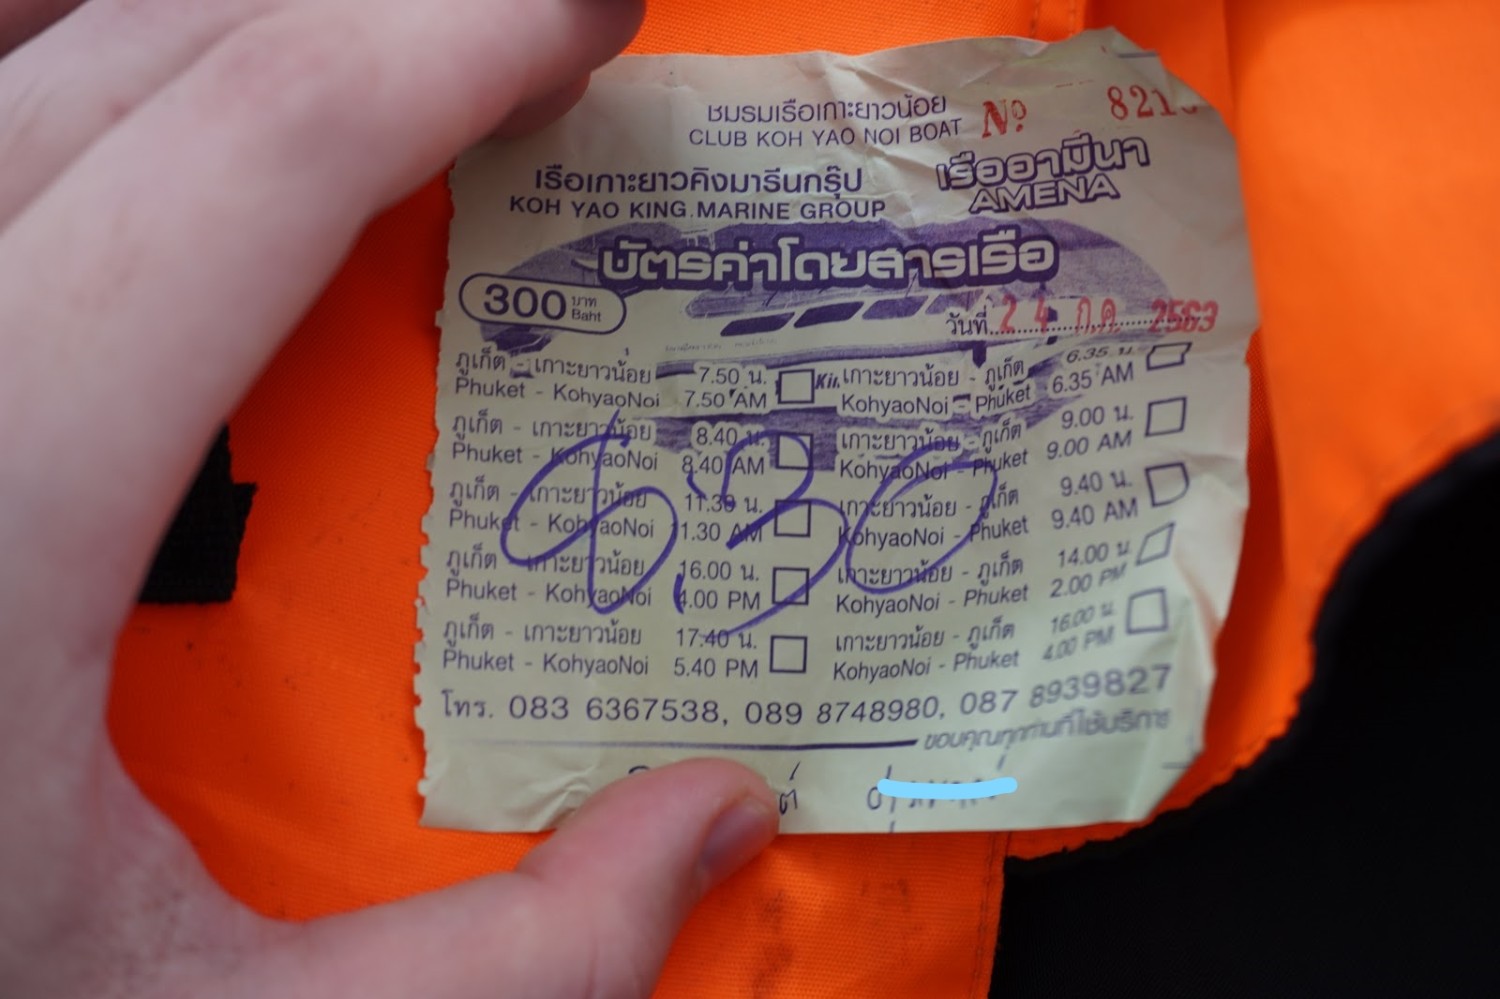 ชมรมเรือเกาะยาวน้อย
CLUB KOH YAO NOI BOAT
Nº 821
เรือเกาะยาวคิงมารีนกรุ๊ป
KOH YAO KING MARINE GROUP
เรืออามีนา
AMENA
บัตรค่าโดยสารเรือ
300 บาท
Baht
วันที่ 24 ก.ค. 2563
ภูเก็ต - เกาะยาวน้อย 7.50 น.
Phuket - KohyaoNoi 7.50 AM
ภูเก็ต - เกาะยาวน้อย 8.40 น.
Phuket - KohyaoNoi 8.40 AM
ภูเก็ต - เกาะยาวน้อย 11.30 น.
Phuket - KohyaoNoi 11.30 AM
ภูเก็ต - เกาะยาวน้อย 16.00 น.
Phuket - KohyaoNoi 4.00 PM
ภูเก็ต - เกาะยาวน้อย 17.40 น.
Phuket - KohyaoNoi 5.40 PM
เกาะยาวน้อย - ภูเก็ต 6.35 น.
KohyaoNoi - Phuket 6.35 AM
เกาะยาวน้อย - ภูเก็ต 9.00 น.
KohyaoNoi - Phuket 9.00 AM
เกาะยาวน้อย - ภูเก็ต 9.40 น.
KohyaoNoi - Phuket 9.40 AM
เกาะยาวน้อย - ภูเก็ต 14.00 น.
KohyaoNoi - Phuket 2.00 PM
เกาะยาวน้อย - ภูเก็ต 16.00 น.
KohyaoNoi - Phuket 4.00 PM
โทร. 083 6367538, 089 8748980, 087 8939827
ขอบคุณทุกท่านที่ใช้บริการ